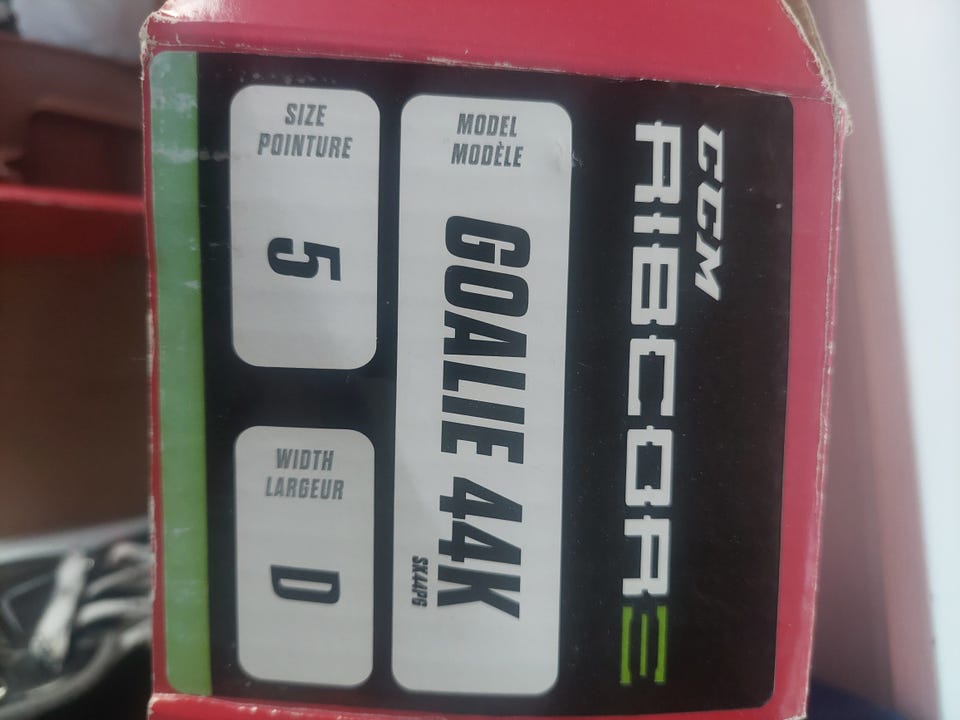 CCM
RIBCORE
MODEL
MODÈLE
GOALIE 44K
SK44PG
SIZE
POINTURE
5
WIDTH
LARGEUR
D